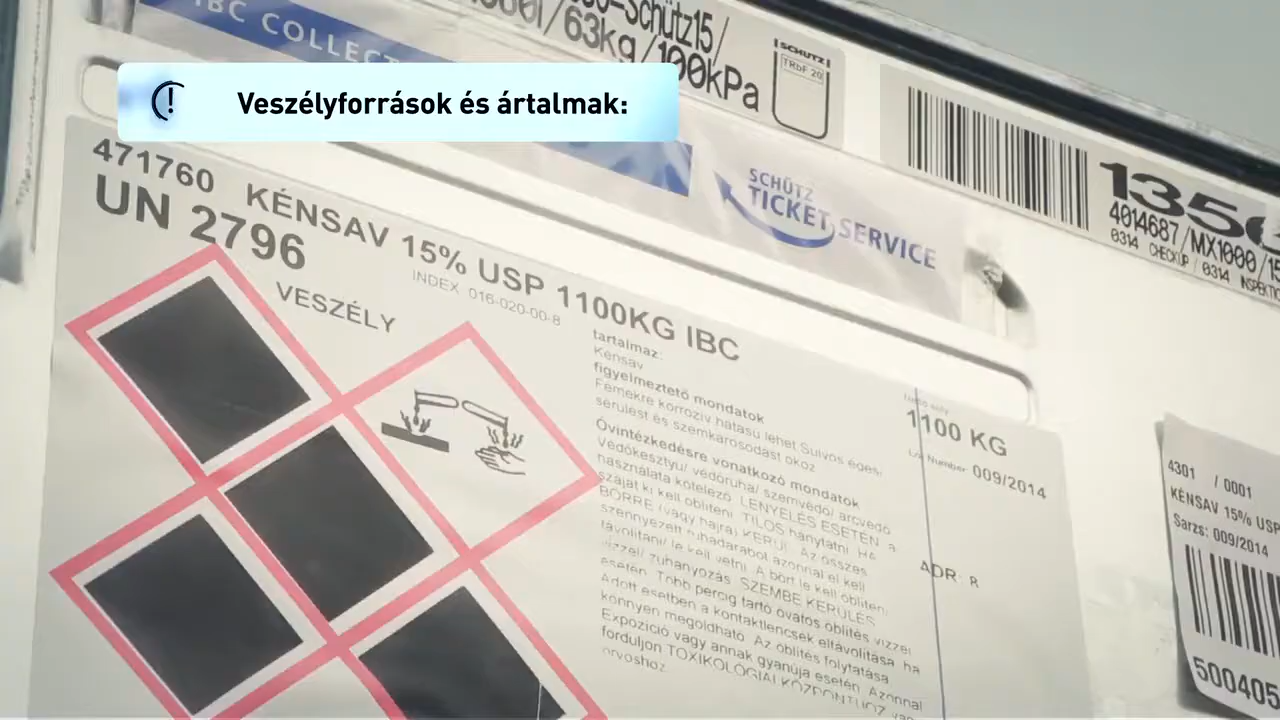 IBC COLLECT
Schütz15/
/63kg/100kPa
SCHÜTZ
TRbF 20
Veszélyforrások és ártalmak:
SCHÜTZ
TICKET SERVICE
4014687/MX1000/15
0314 CHECKUP / 0314
471760 KÉNSAV 15% USP 1100KG IBC
UN 2796
INDEX 016-020-00-8
VESZÉLY
tartalmaz:
Kénsav
figyelmeztető mondatok
Fémekre korrozív hatású lehet Súlyos égési
sérülést és szemkárosodást okoz
Óvintézkedésre vonatkozó mondatok
Védőkesztyű/ védőruha/ szemvédő/ arcvédő
használata kötelező. LENYELÉS ESETÉN: a
szájat ki kell öblíteni. TILOS hánytatni. HA
BŐRRE (vagy hajra) KERÜL: Az összes
szennyezett ruhadarabot azonnal el kell
távolítani/ le kell vetni. A bőrt le kell öblíteni
vízzel/ zuhanyozás. SZEMBE KERÜLÉS
esetén: Több percig tartó óvatos öblítés vízzel.
Adott esetben a kontaktlencsék eltávolítása, ha
könnyen megoldható. Az öblítés folytatása.
Expozíció vagy annak gyanúja esetén: Azonnal
forduljon TOXIKOLÓGIAI KÖZPONTHOZ vagy
orvoshoz.
1100 KG
Lot Number 009/2014
ADR: 8
4301 / 0001
KÉNSAV 15% USP
Sarzs: 009/2014
500405